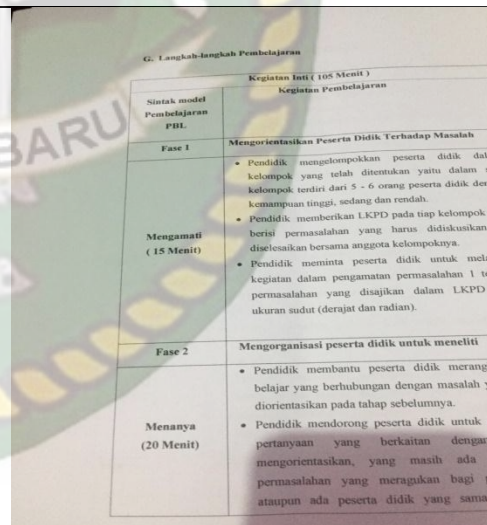 BARU
G. Langkah-langkah Pembelajaran
Kegiatan Inti ( 105 Menit )
Sintak model
Pembelajaran
PBL
Kegiatan Pembelajaran
Fase 1
Mengorientasikan Peserta Didik Terhadap Masalah
Mengamati
( 15 Menit)
• Pendidik mengelompokkan peserta didik
kelompok yang telah ditentukan yaitu dalam
kelompok terdiri dari 5 - 6 orang peserta didik
kemampuan tinggi, sedang dan rendah.
• Pendidik memberikan LKPD pada tiap kelompok
berisi permasalahan yang harus didiskusikan
diselesaikan bersama anggota kelompoknya.
• Pendidik meminta peserta didik untuk
kegiatan dalam pengamatan permasalahan 1
permasalahan yang disajikan dalam LKPD
ukuran sudut (derajat dan radian).
Fase 2
Mengorganisasi peserta didik untuk meneliti
Menanya
(20 Menit)
• Pendidik membantu peserta didik
belajar yang berhubungan dengan masalah
diorientasikan pada tahap sebelumnya.
• Pendidik mendorong peserta didik untuk
pertanyaan yang berkaitan
mengorientasikan, yang masih ada
permasalahan yang meragukan bagi
ataupun ada peserta didik yang